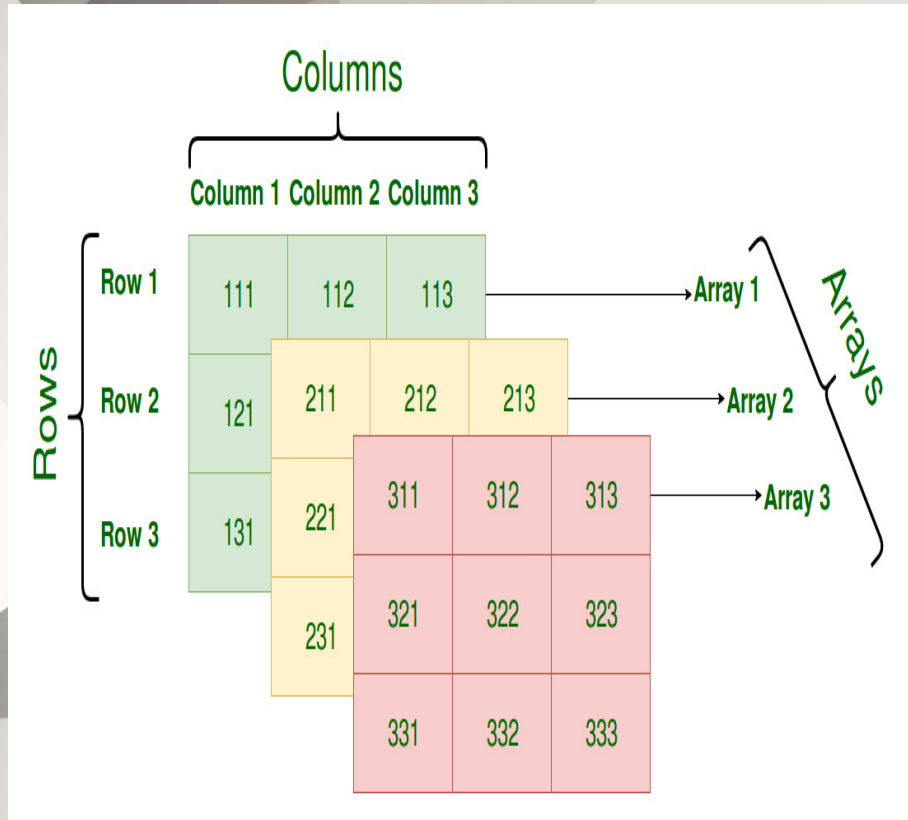 Columns
Column 1 Column 2 Column 3
Rows
Row 1
111 112 113
Array 1
Arrays
Row 2
121
211 212 213
Array 2
Row 3
131
221
311 312 313
Array 3
231
321 322 323
331 332 333